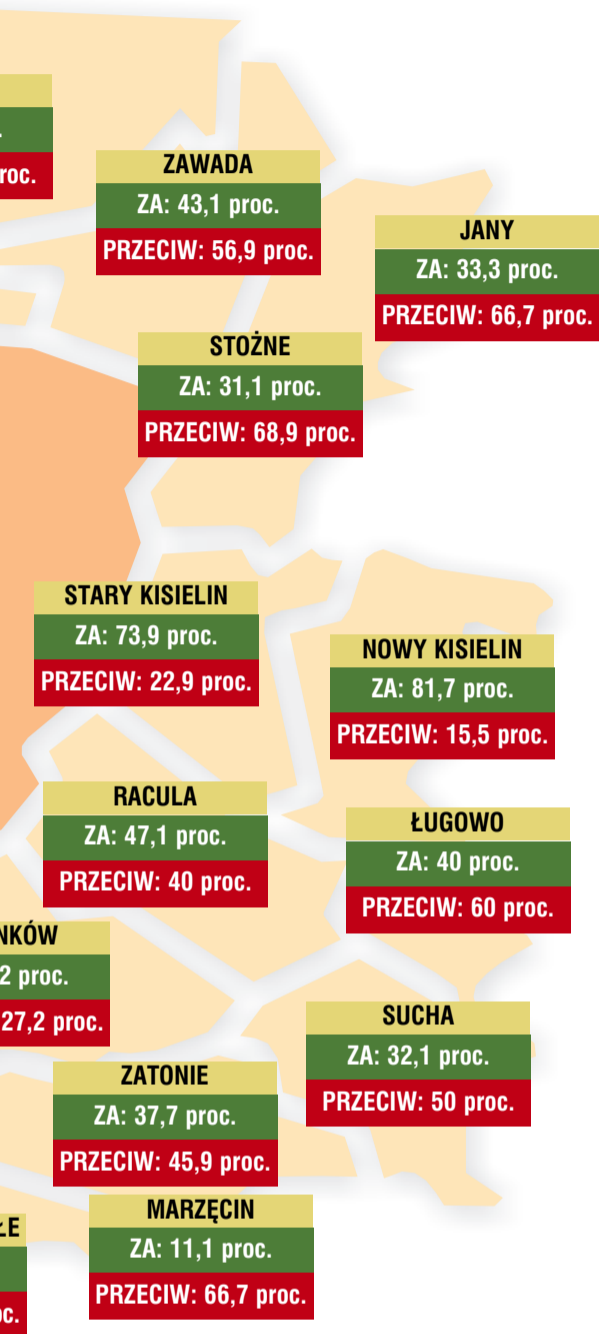 proc.
ZAWADA
ZA: 43,1 proc.
PRZECIW: 56,9 proc.
JANY
ZA: 33,3 proc.
PRZECIW: 66,7 proc.
STOŻNE
ZA: 31,1 proc.
PRZECIW: 68,9 proc.
STARY KISIELIN
ZA: 73,9 proc.
PRZECIW: 22,9 proc.
NOWY KISIELIN
ZA: 81,7 proc.
PRZECIW: 15,5 proc.
RACULA
ZA: 47,1 proc.
PRZECIW: 40 proc.
ŁUGOWO
ZA: 40 proc.
PRZECIW: 60 proc.
NKÓW
2 proc.
27,2 proc.
SUCHA
ZA: 32,1 proc.
PRZECIW: 50 proc.
ZATONIE
ZA: 37,7 proc.
PRZECIW: 45,9 proc.
MARZĘCIN
ZA: 11,1 proc.
PRZECIW: 66,7 proc.
ŁE
oc.